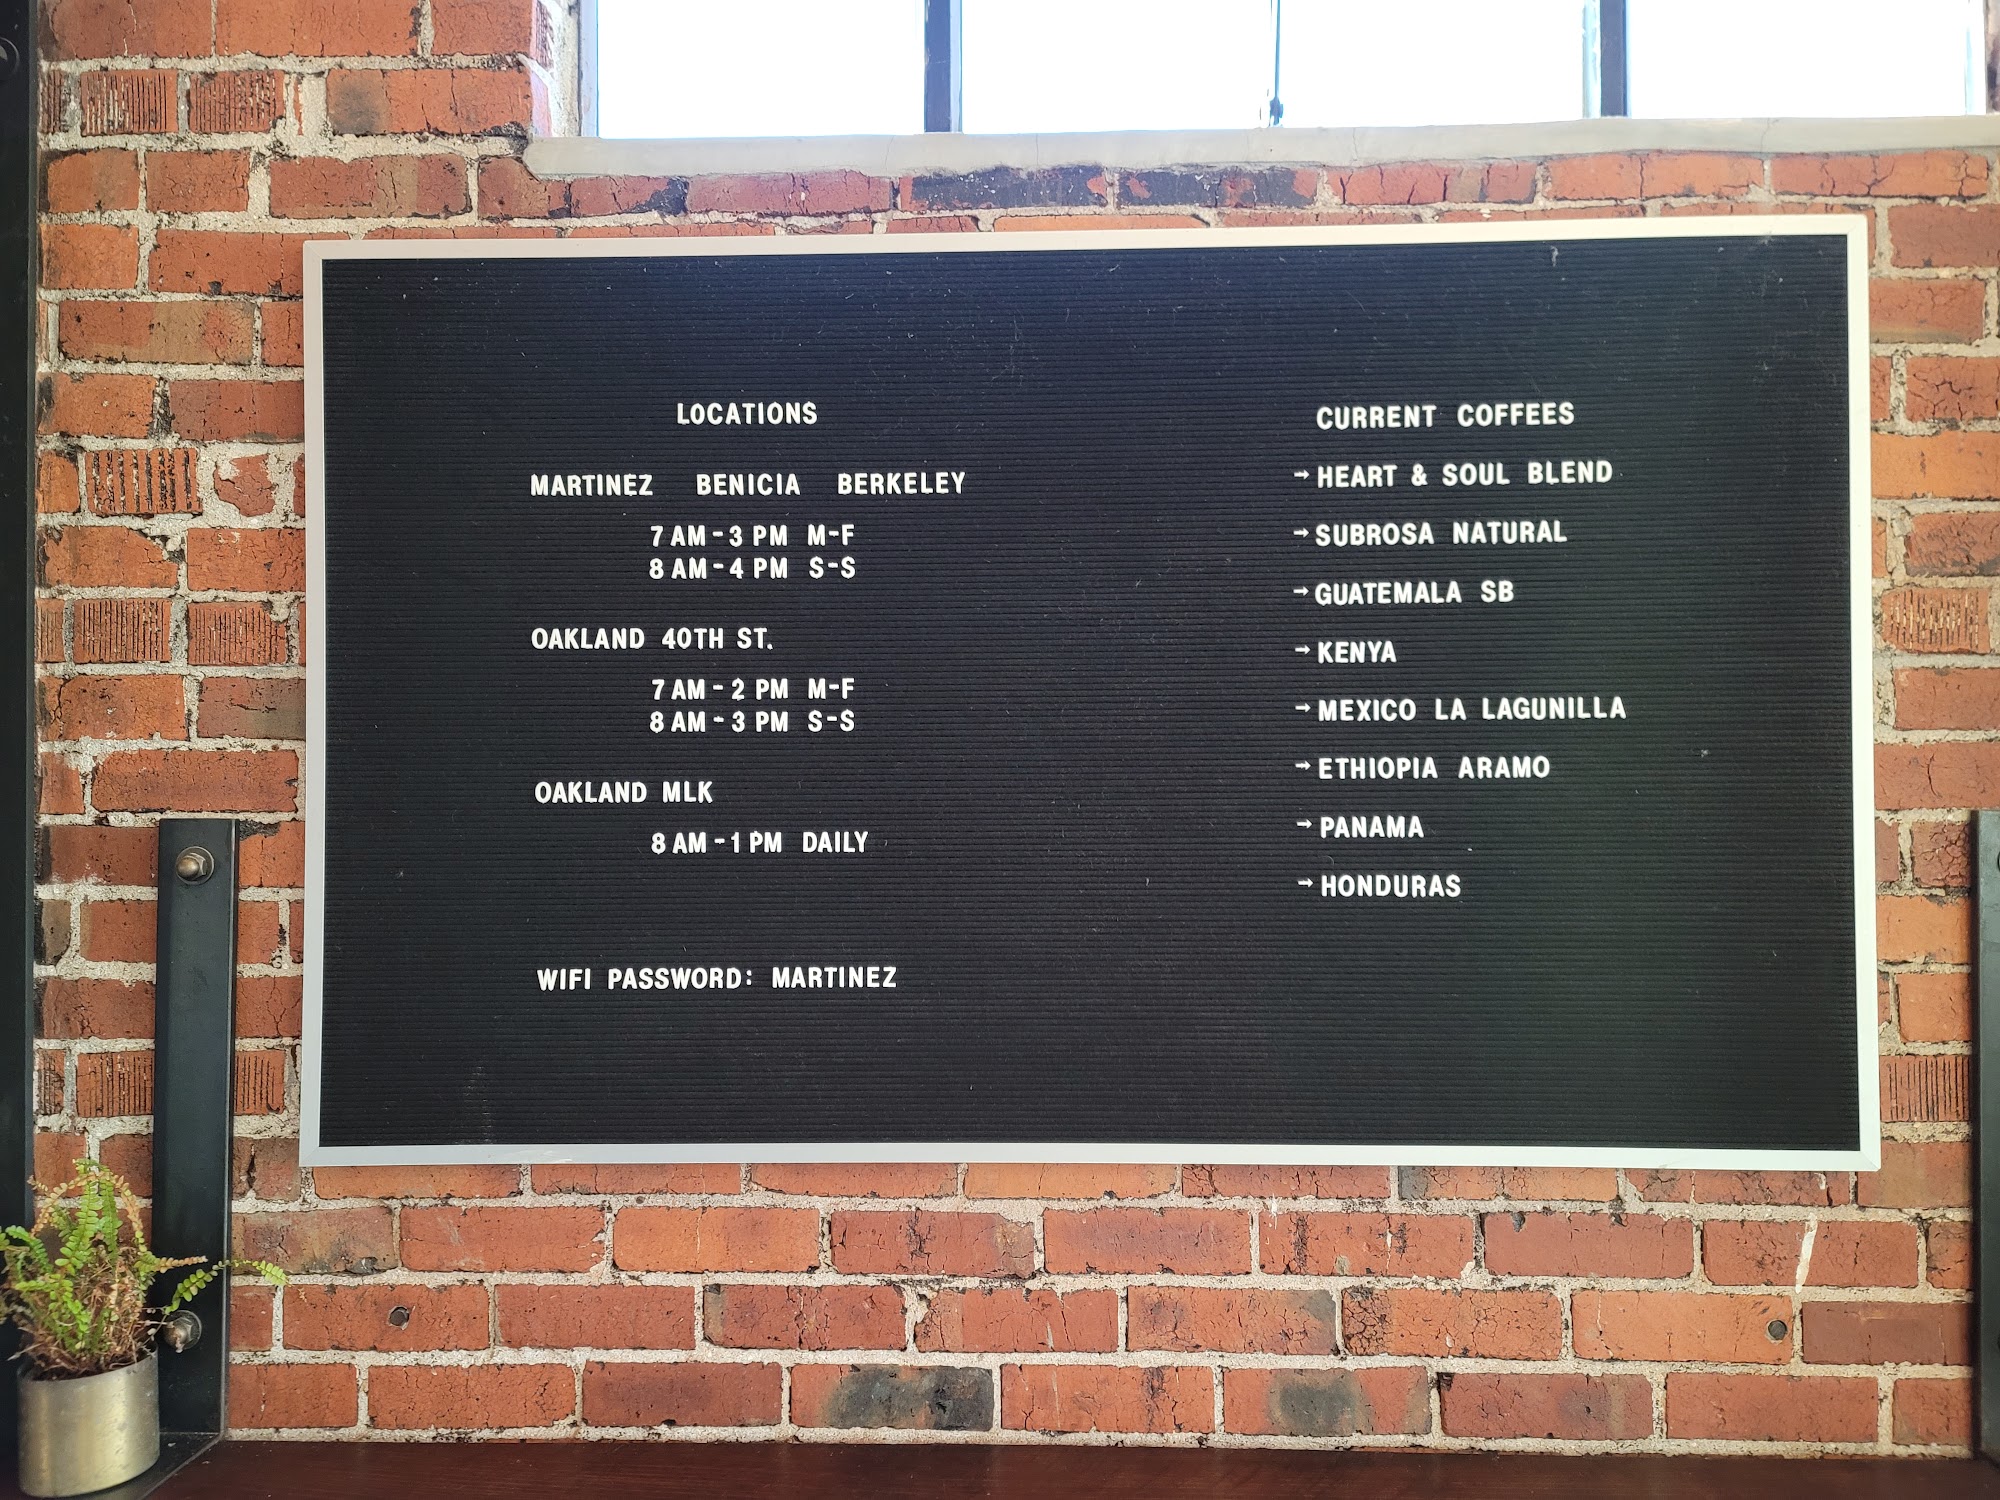 LOCATIONS
MARTINEZ BENICIA BERKELEY
7 AM-3 PM M-F
8 AM-4 PM S-S
OAKLAND 40TH ST.
7 AM-2 PM M-F
8 AM-3 PM S-S
OAKLAND MLK
8 AM-1 PM DAILY
WIFI PASSWORD: MARTINEZ
CURRENT COFFEES
→HEART & SOUL BLEND
→SUBROSA NATURAL
→GUATEMALA SB
→KENYA
→MEXICO LA LAGUNILLA
→ETHIOPIA ARAMO
→PANAMA
→HONDURAS